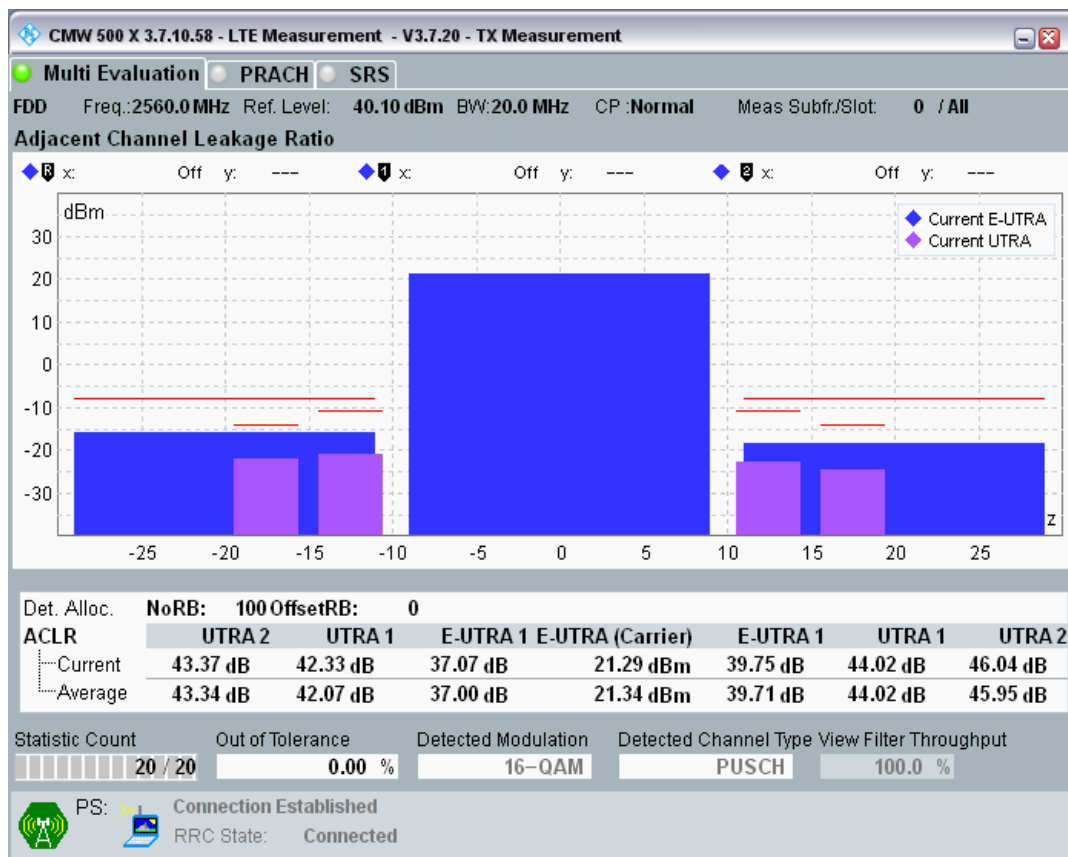 CMW 500 X 3.7.10.58 - LTE Measurement - V3.7.20 - TX Measurement
Multi Evaluation PRACH SRS
FDD Freq.:2560.0 MHz Ref. Level: 40.10 dBm BW:20.0 MHz CP :Normal Meas Subfr./Slot: 0 / All
Adjacent Channel Leakage Ratio
R x: Off y: --- 1 x: Off y: --- 2 x: Off y: ---
dBm
Current E-UTRA
Current UTRA
30
20
10
0
-10
-20
-30
z
-25 -20 -15 -10 -5 0 5 10 15 20 25
Det. Alloc. NoRB: 100 OffsetRB: 0
ACLR UTRA 2 UTRA 1 E-UTRA 1 E-UTRA (Carrier) E-UTRA 1 UTRA 1 UTRA 2
Current 43.37 dB 42.33 dB 37.07 dB 21.29 dBm 39.75 dB 44.02 dB 46.04 dB
Average 43.34 dB 42.07 dB 37.00 dB 21.34 dBm 39.71 dB 44.02 dB 45.95 dB
Statistic Count Out of Tolerance Detected Modulation Detected Channel Type View Filter Throughput
20 / 20 0.00 % 16-QAM PUSCH 100.0 %
PS: Connection Established
RRC State: Connected